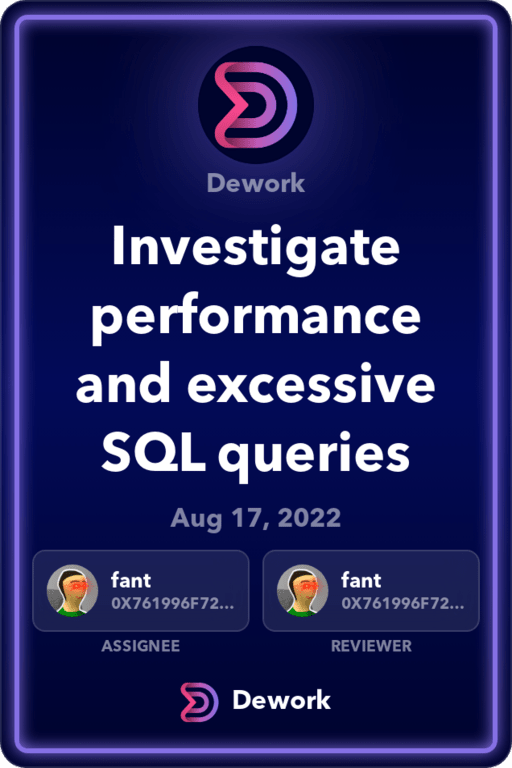 Dework
Investigate
performance
and excessive
SQL queries
Aug 17, 2022
fant
0X761996F72...
ASSIGNEE
fant
0X761996F72...
REVIEWER
Dework